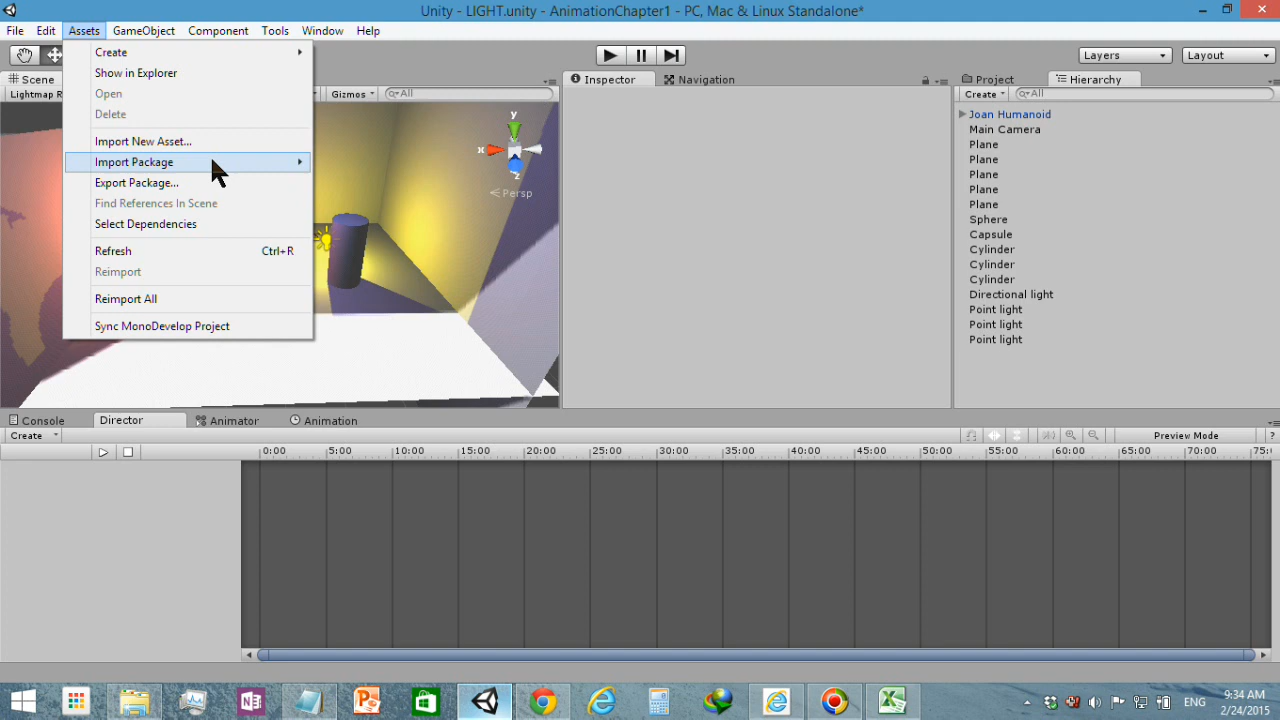 Unity - LIGHT.unity - AnimationChapter1 - PC, Mac & Linux Standalone*
File Edit Assets GameObject Component Tools Window Help
Layers Layout
Create
Show in Explorer
Open
Delete
Import New Asset...
Import Package
Export Package...
Find References In Scene
Select Dependencies
Refresh Ctrl+R
Reimport
Reimport All
Sync MonoDevelop Project
Scene
Lightmap R
Gizmos All
y
x
z
Persp
Inspector Navigation
Project Hierarchy
Create All
Joan Humanoid
Main Camera
Plane
Plane
Plane
Plane
Plane
Sphere
Capsule
Cylinder
Cylinder
Cylinder
Directional light
Point light
Point light
Point light
Console Director Animator Animation
Create Preview Mode ?
0:00 5:00 10:00 15:00 20:00 25:00 30:00 35:00 40:00 45:00 50:00 55:00 60:00 65:00 70:00 75:
ENG
9:34 AM
2/24/2015